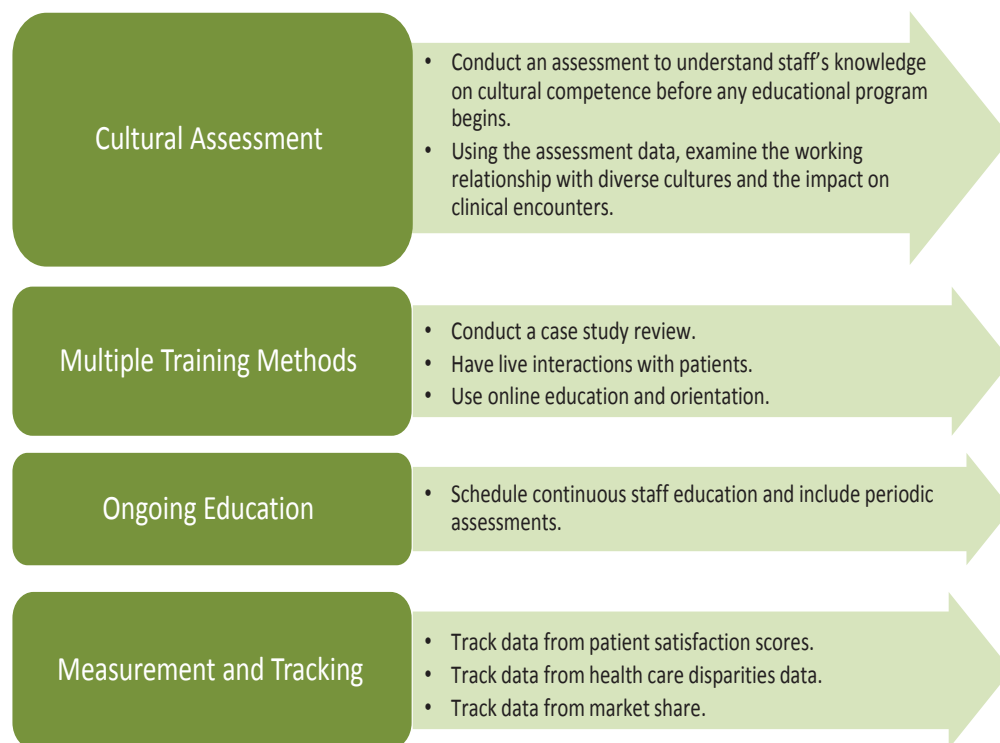 Cultural Assessment
• Conduct an assessment to understand staff’s knowledge
on cultural competence before any educational program
begins.
• Using the assessment data, examine the working
relationship with diverse cultures and the impact on
clinical encounters.
Multiple Training Methods
• Conduct a case study review.
• Have live interactions with patients.
• Use online education and orientation.
Ongoing Education
• Schedule continuous staff education and include periodic
assessments.
Measurement and Tracking
• Track data from patient satisfaction scores.
• Track data from health care disparities data.
• Track data from market share.